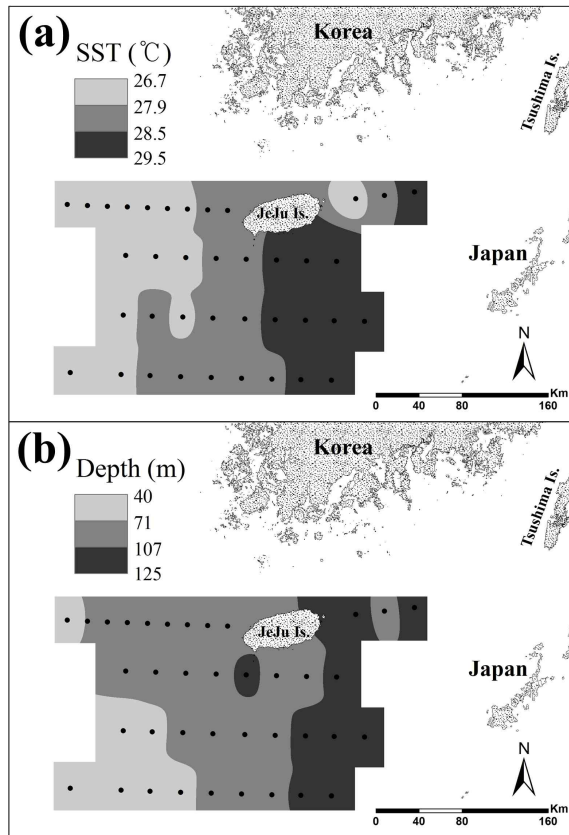 (a)
Korea
SST (℃)
26.7
27.9
28.5
29.5
Tsushima Is.
JeJu Is.
Japan
N
Km
0 40 80 160
(b)
Korea
Depth (m)
40
71
107
125
Tsushima Is.
JeJu Is.
Japan
N
Km
0 40 80 160